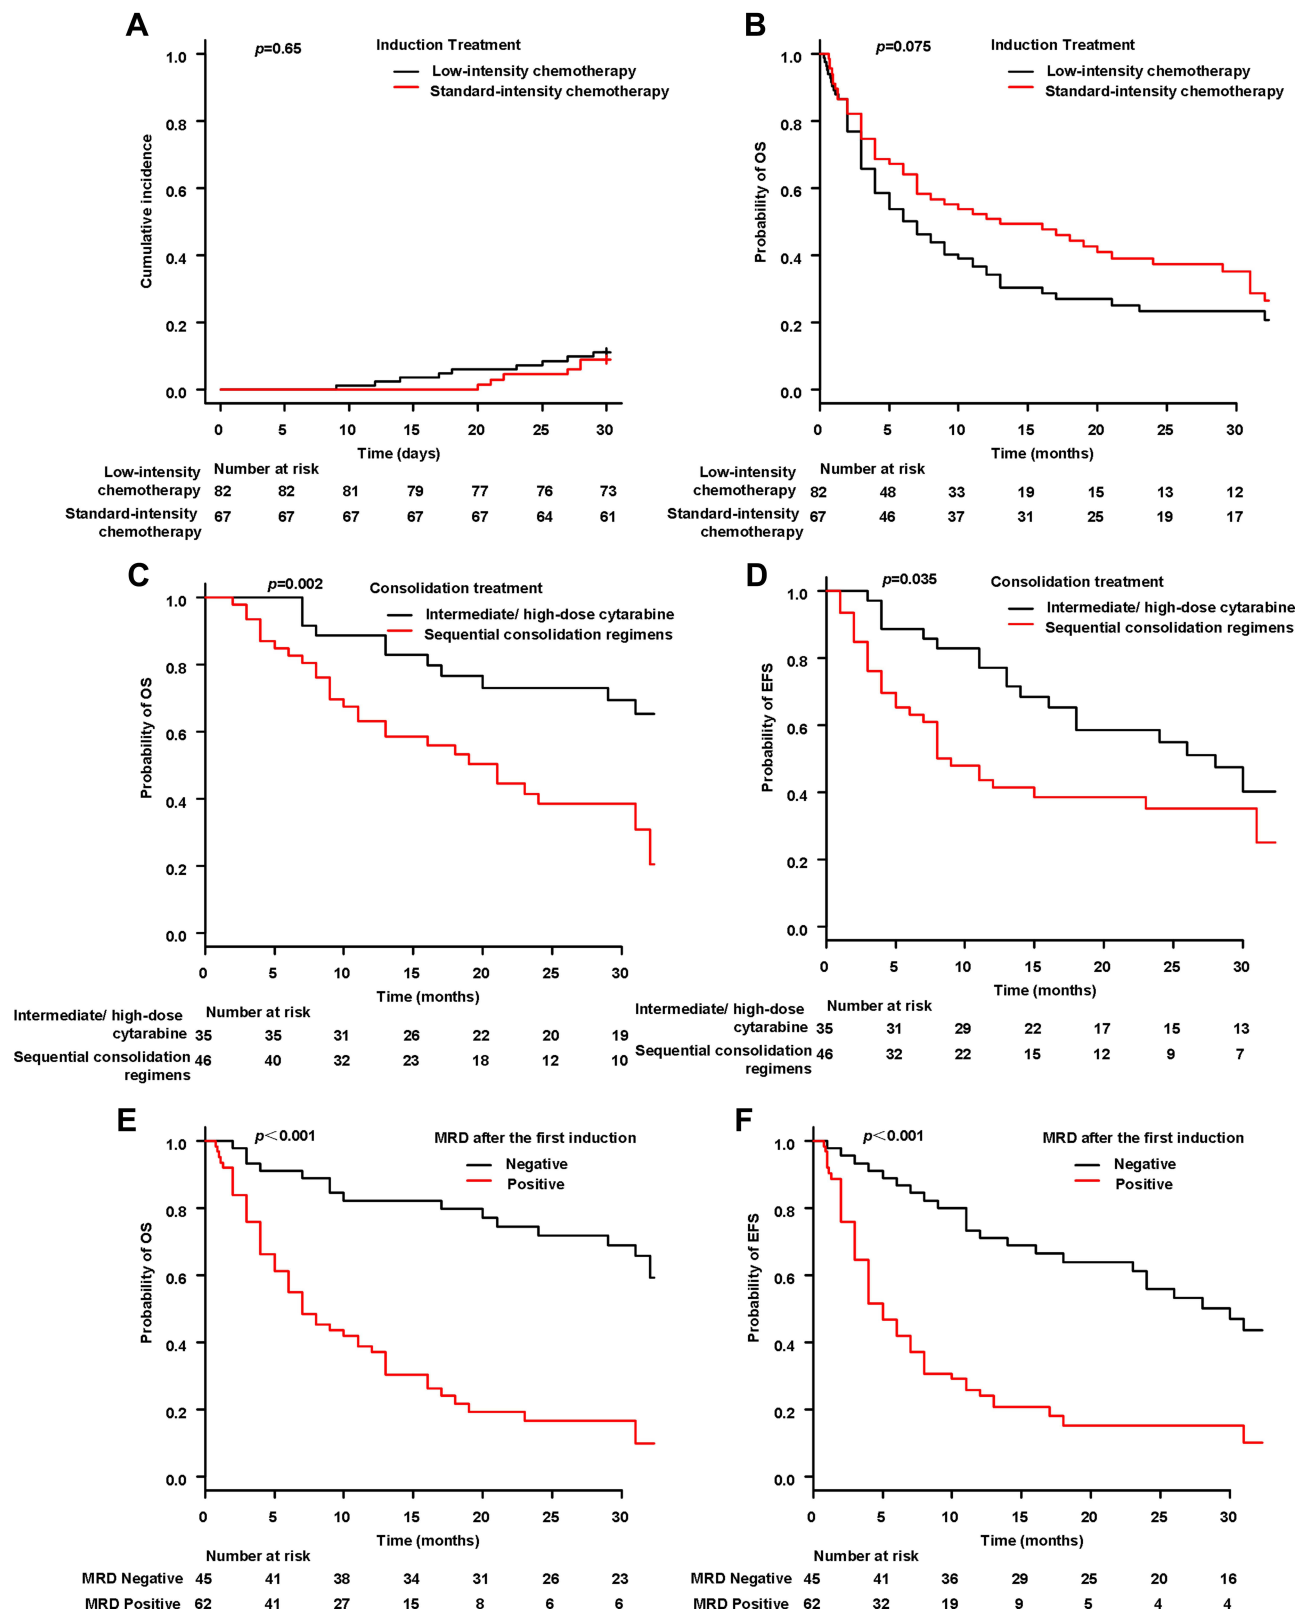 A
p=0.65
Induction Treatment
Low-intensity chemotherapy
Standard-intensity chemotherapy
1.0
0.8
0.6
0.4
0.2
0.0
Cumulative incidence
0 5 10 15 20 25 30
Time (days)
Number at risk
Low-intensity
chemotherapy 82 82 81 79 77 76 73
Standard-intensity
chemotherapy 67 67 67 67 67 64 61
B
p=0.075
Induction Treatment
Low-intensity chemotherapy
Standard-intensity chemotherapy
1.0
0.8
0.6
0.4
0.2
0.0
Probability of OS
0 5 10 15 20 25 30
Time (months)
Number at risk
Low-intensity
chemotherapy 82 48 33 19 15 13 12
Standard-intensity
chemotherapy 67 46 37 31 25 19 17
C
p=0.002
Consolidation treatment
Intermediate/ high-dose cytarabine
Sequential consolidation regimens
1.0
0.8
0.6
0.4
0.2
0.0
Probability of OS
0 5 10 15 20 25 30
Time (months)
Number at risk
Intermediate/ high-dose
cytarabine 35 35 31 26 22 20 19
Sequential consolidation
regimens 46 40 32 23 18 12 10
D
p=0.035
Consolidation treatment
Intermediate/ high-dose cytarabine
Sequential consolidation regimens
1.0
0.8
0.6
0.4
0.2
0.0
Probability of EFS
0 5 10 15 20 25 30
Time (months)
Number at risk
Intermediate/ high-dose
cytarabine 35 31 29 22 17 15 13
Sequential consolidation
regimens 46 32 22 15 12 9 7
E
p<0.001
MRD after the first induction
Negative
Positive
1.0
0.8
0.6
0.4
0.2
0.0
Probability of OS
0 5 10 15 20 25 30
Time (months)
Number at risk
MRD Negative 45 41 38 34 31 26 23
MRD Positive 62 41 27 15 8 6 6
F
p<0.001
MRD after the first induction
Negative
Positive
1.0
0.8
0.6
0.4
0.2
0.0
Probability of EFS
0 5 10 15 20 25 30
Time (months)
Number at risk
MRD Negative 45 41 36 29 25 20 16
MRD Positive 62 32 19 9 5 4 4